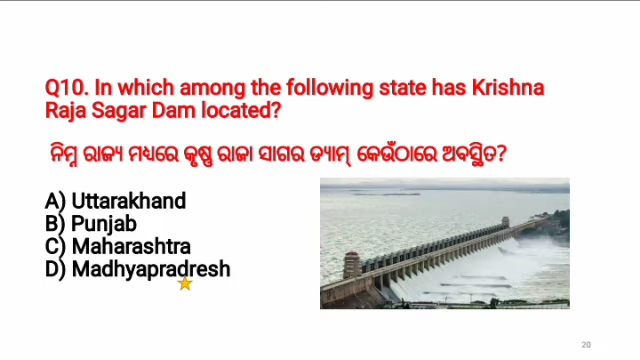 Q10. In which among the following state has Krishna
Raja Sagar Dam located?
ନିମ୍ନ ରାଜ୍ୟ ମଧ୍ୟରେ କୃଷ୍ଣ ରାଜା ସାଗର ଡ୍ୟାମ୍ କେଉଁଠାରେ ଅବସ୍ଥିତ?
A) Uttarakhand
B) Punjab
C) Maharashtra
D) Madhyapradresh
20